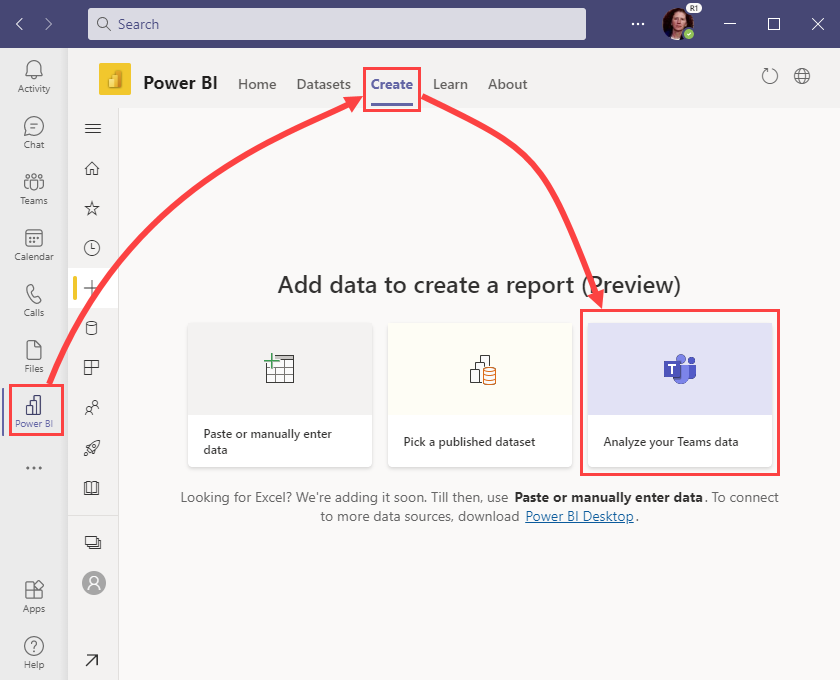 Search
R1
Activity
Chat
Teams
Calendar
Calls
Files
Power BI
Apps
Help
Power BI
Home
Datasets
Create
Learn
About
Add data to create a report (Preview)
Paste or manually enter
data
Pick a published dataset
T
Analyze your Teams data
Looking for Excel? We're adding it soon. Till then, use Paste or manually enter data. To connect
to more data sources, download Power BI Desktop.